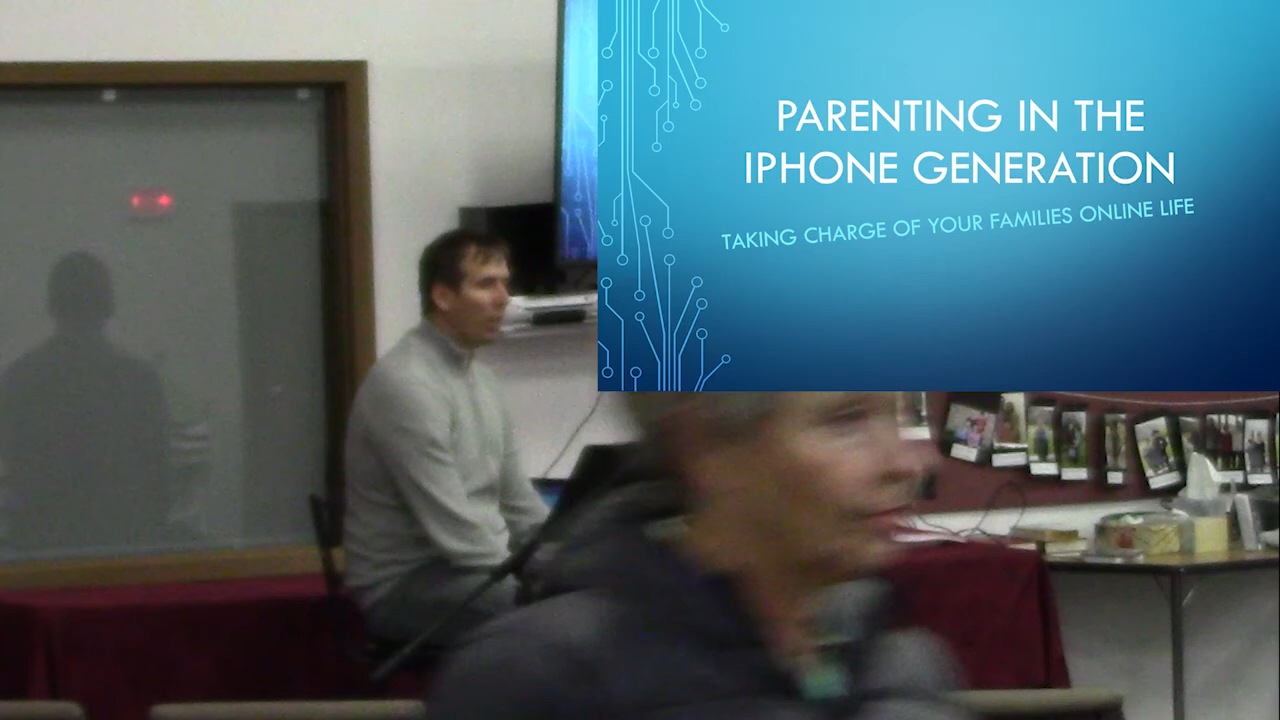 PARENTING IN THE
IPHONE GENERATION
TAKING CHARGE OF YOUR FAMILIES ONLINE LIFE